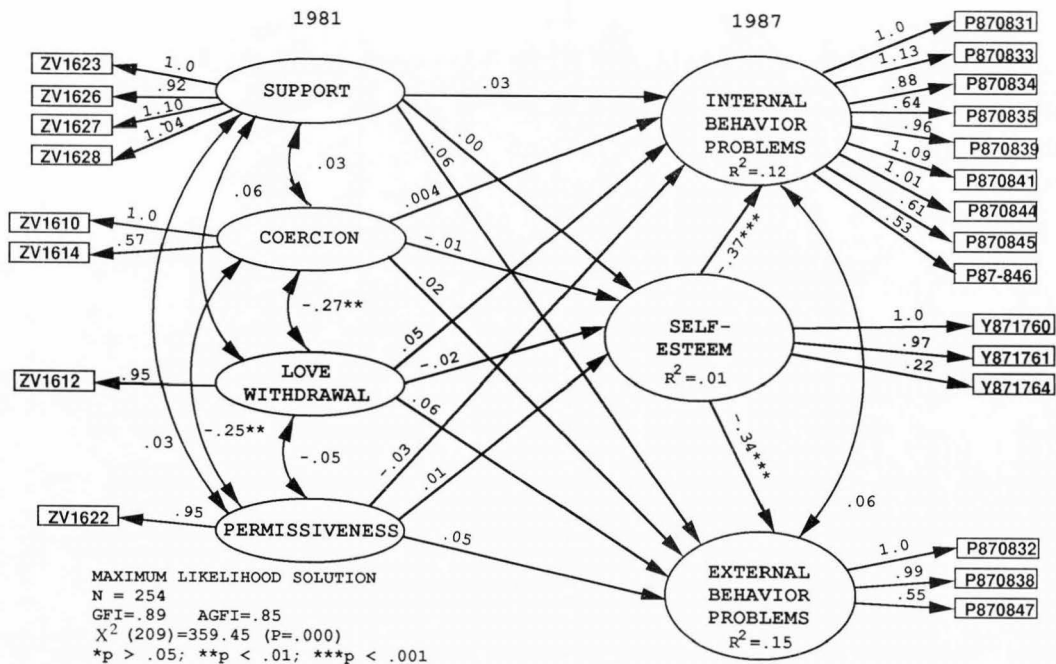 1981
1987
ZV1623
ZV1626
ZV1627
ZV1628
1.0
.92
1.10
1.04
SUPPORT
.03
.00
.06
.03
.06
ZV1610
ZV1614
1.0
.57
COERCION
.004
-.01
.02
-.27**
ZV1612
.95
LOVE
WITHDRAWAL
.05
-.02
.06
.03
-.25**
-.05
ZV1622
.95
PERMISSIVENESS
-.03
.01
.05
INTERNAL
BEHAVIOR
PROBLEMS
R²=.12
1.0
1.13
.88
.64
.96
1.09
1.01
.61
.53
P870831
P870833
P870834
P870835
P870839
P870841
P870844
P870845
P87-846
-.37***
SELF-
ESTEEM
R²=.01
1.0
.97
.22
Y871760
Y871761
Y871764
-.34***
.06
EXTERNAL
BEHAVIOR
PROBLEMS
R²=.15
1.0
.99
.55
P870832
P870838
P870847
MAXIMUM LIKELIHOOD SOLUTION
N = 254
GFI=.89 AGFI=.85
X² (209)=359.45 (P=.000)
*p > .05; **p < .01; ***p < .001